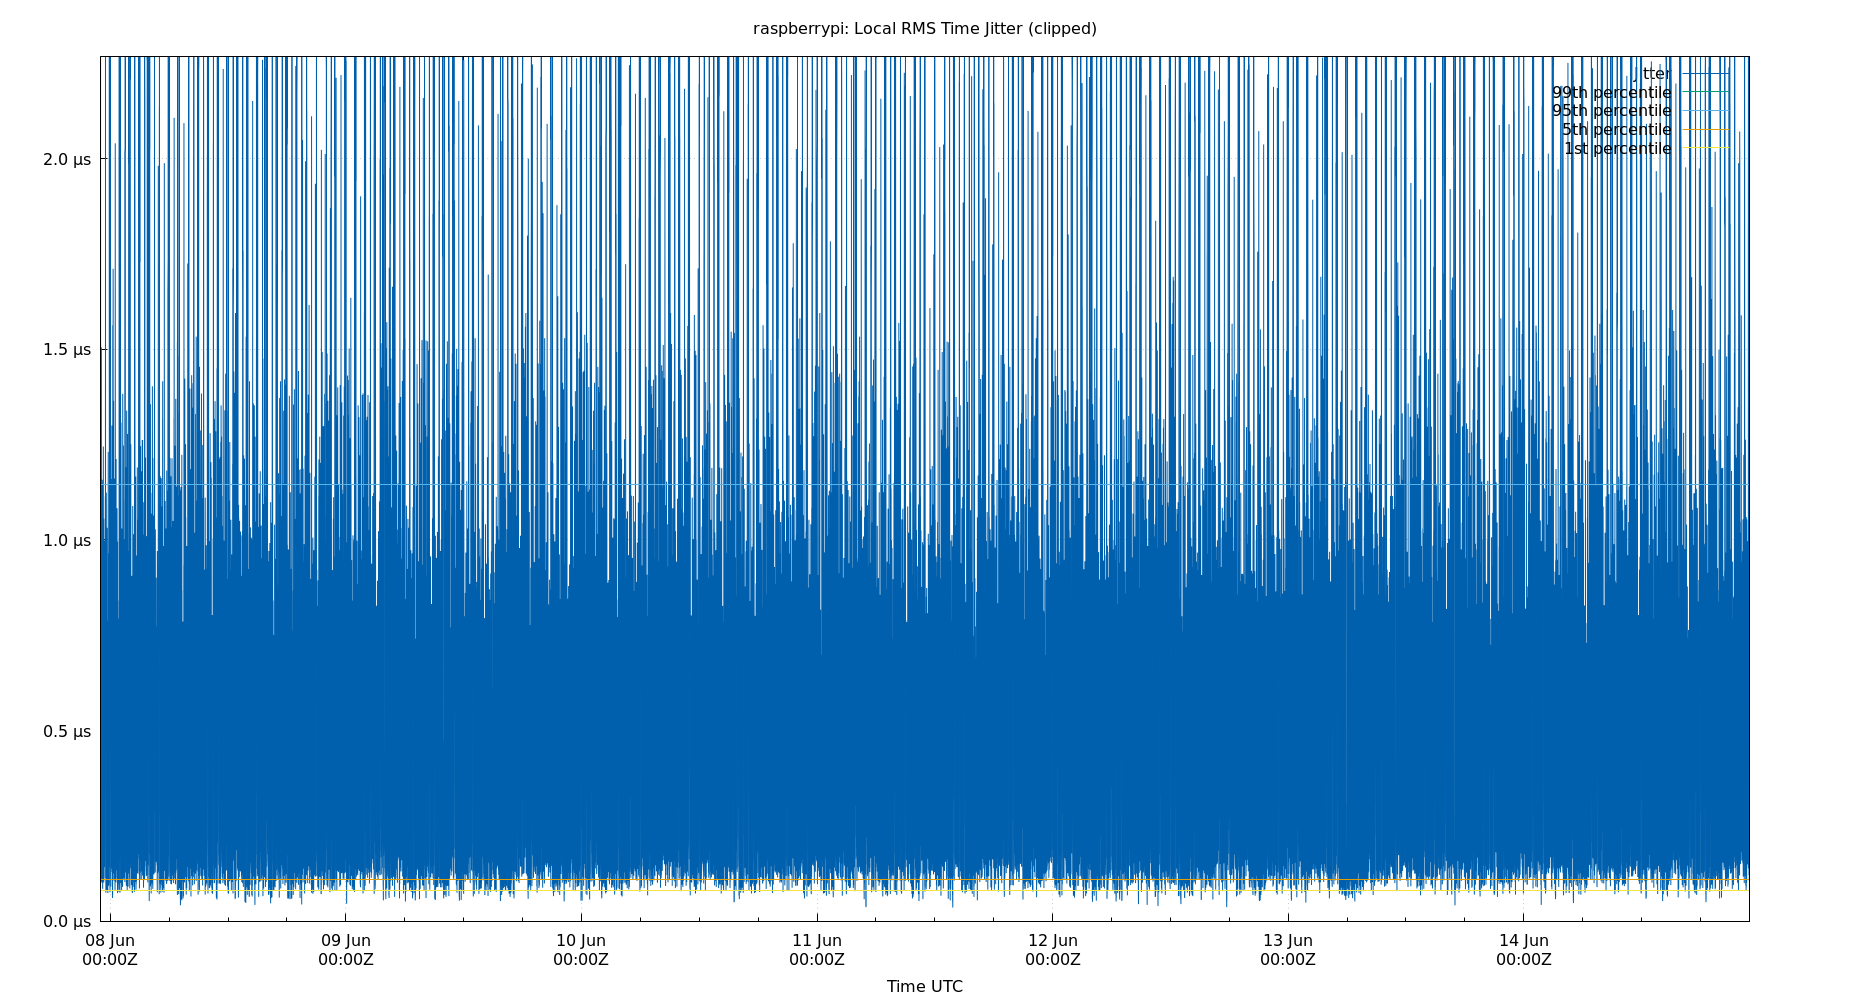 raspberrypi: Local RMS Time Jitter (clipped)
Jitter
99th percentile
95th percentile
5th percentile
1st percentile
2.0 μs
1.5 μs
1.0 μs
0.5 μs
0.0 μs
08 Jun 09 Jun 10 Jun 11 Jun 12 Jun 13 Jun 14 Jun
00:00Z 00:00Z 00:00Z 00:00Z 00:00Z 00:00Z 00:00Z
Time UTC